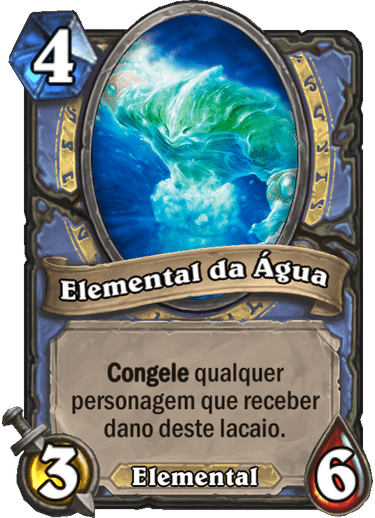 4
Elemental da Água
Congele qualquer
personagem que receber
dano deste lacaio.
3
Elemental
6